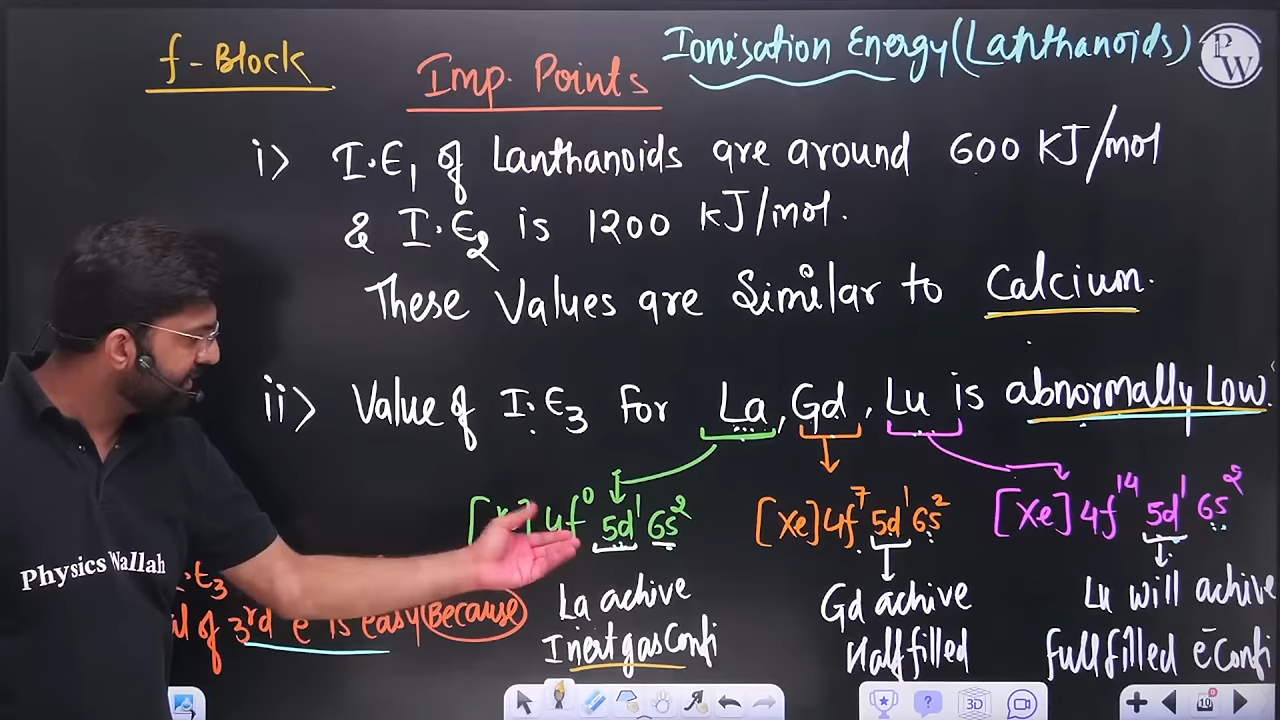 f-Block
Imp. Points
Ionisation Energy(Lanthanoids)
PW
i> I.E₁ of Lanthanoids are around 600 KJ/mol
& I.E₂ is 1200 KJ/mol.
These Values are Similar to Calcium.
ii> Value of I.E₃ For La, Gd, Lu is abnormally Low.
4f⁰ 5d¹ 6s²
[Xe] 4f⁷ 5d¹ 6s²
[Xe] 4f¹⁴ 5d¹ 6s²
of 3rd e⁻ is easy (Because)
La achive
Inert gas Confi
Gd achive
Half filled
Lu will achive
fullfilled e⁻ Confi
Physics Wallah
3D
10